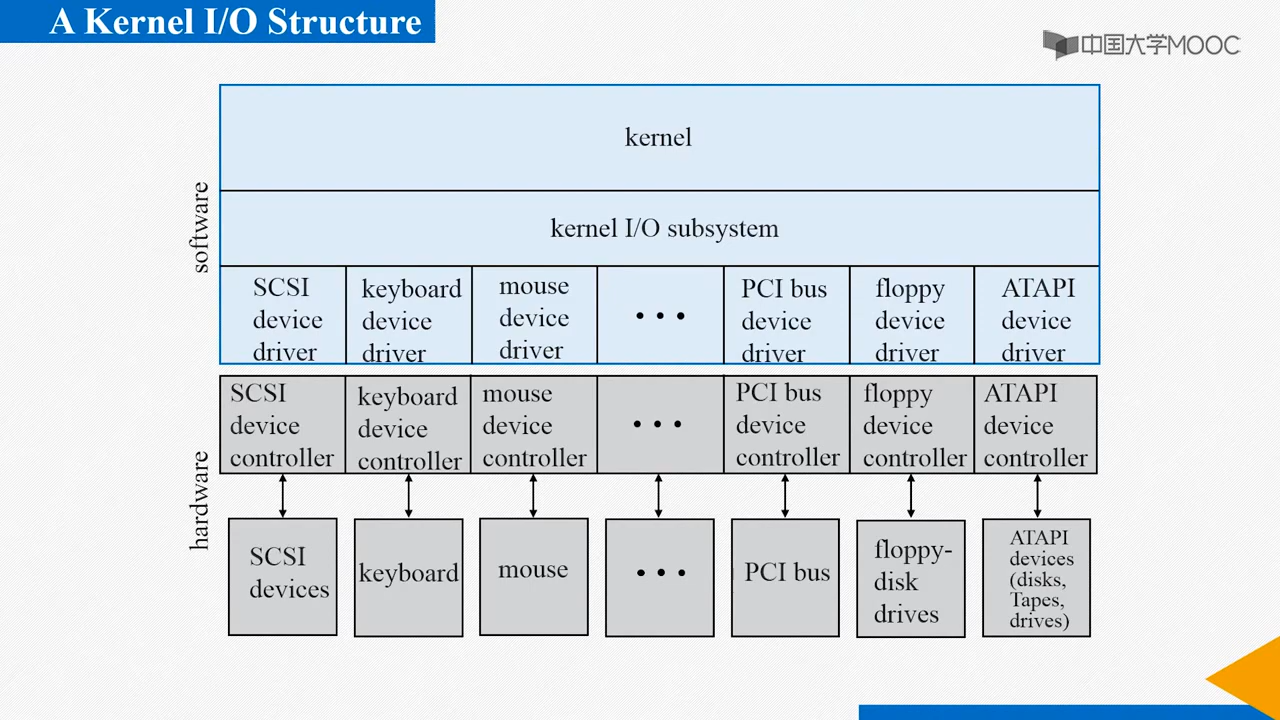 A Kernel I/O Structure
中国大学MOOC
software
kernel
kernel I/O subsystem
SCSI
device
driver
keyboard
device
driver
mouse
device
driver
• • •
PCI bus
device
driver
floppy
device
driver
ATAPI
device
driver
hardware
SCSI
device
controller
keyboard
device
controller
mouse
device
controller
• • •
PCI bus
device
controller
floppy
device
controller
ATAPI
device
controller
SCSI
devices
keyboard
mouse
• • •
PCI bus
floppy-
disk
drives
ATAPI
devices
(disks,
Tapes,
drives)